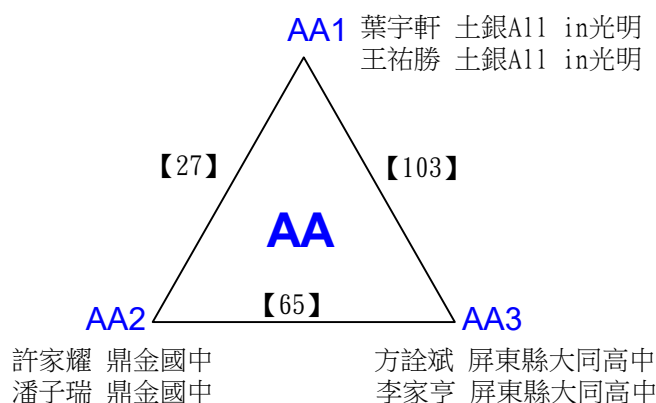 AA1 葉宇軒 土銀All in光明
王祐勝 土銀All in光明
【27】
【103】
AA
【65】
AA2
AA3
許家耀 鼎金國中
潘子瑞 鼎金國中
方詮斌 屏東縣大同高中
李家亨 屏東縣大同高中